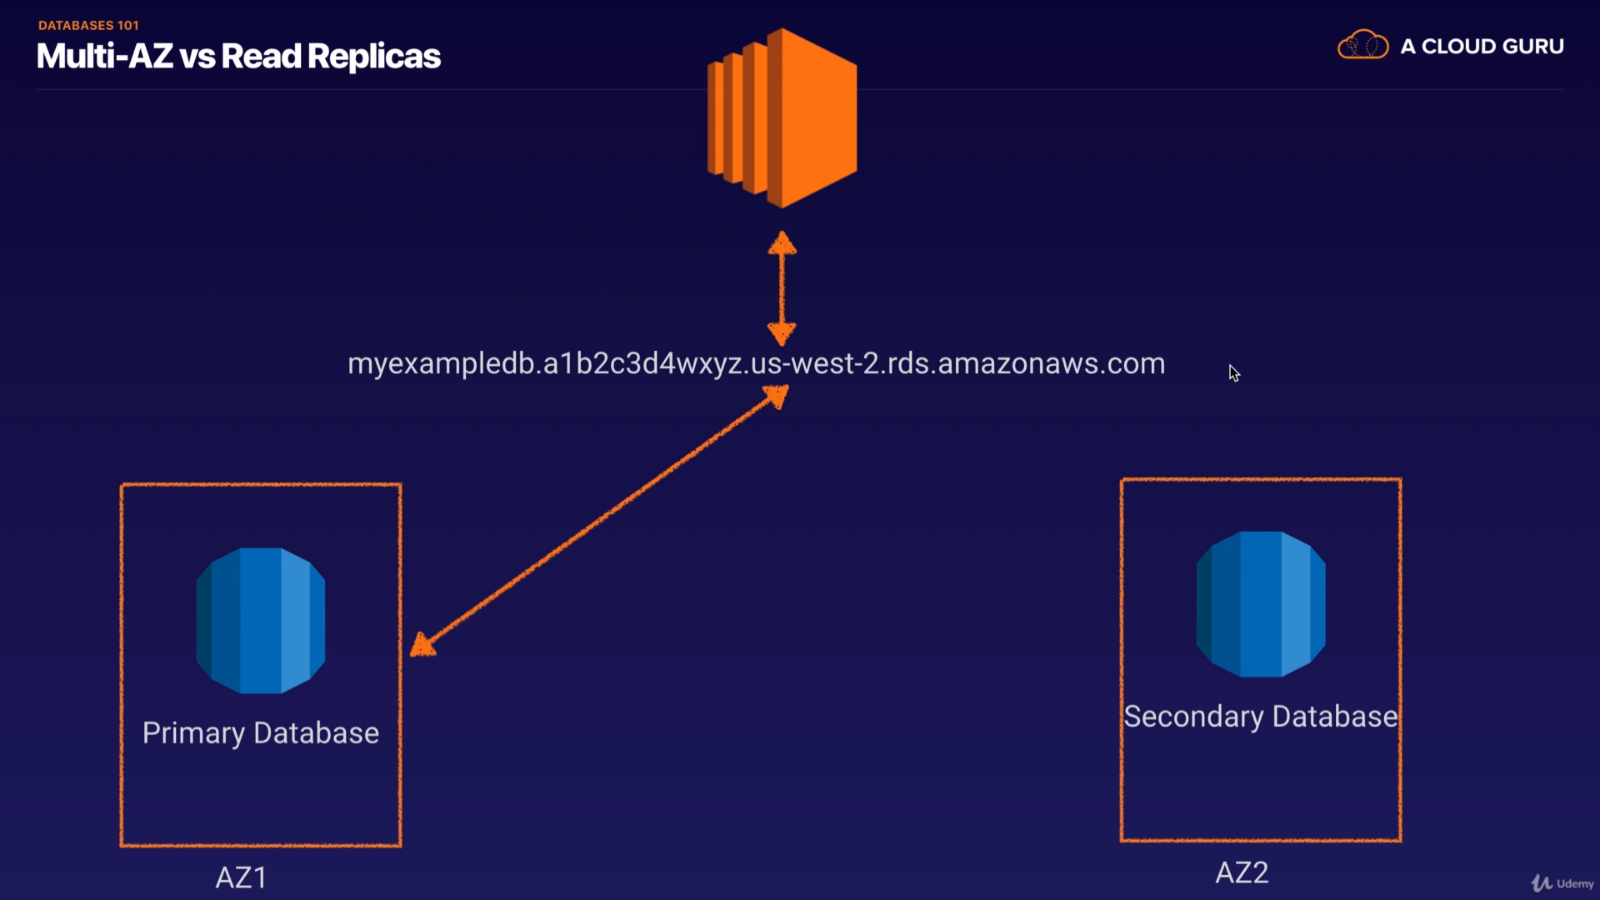 DATABASES 101
Multi-AZ vs Read Replicas
A CLOUD GURU
myexampledb.a1b2c3d4wxyz.us-west-2.rds.amazonaws.com
Primary Database
Secondary Database
AZ1
AZ2
Udemy